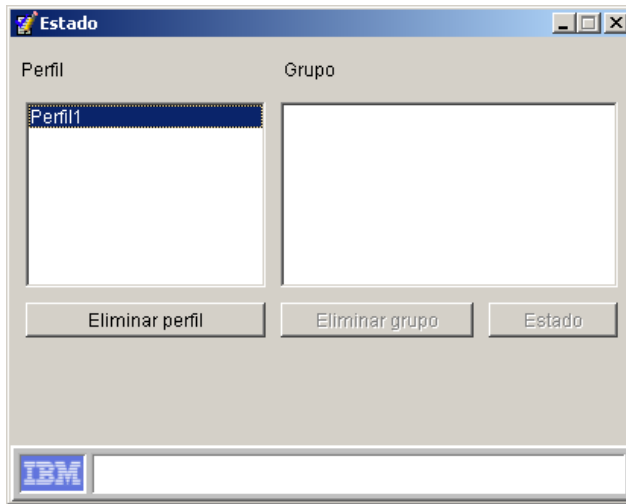 Estado
Perfil Grupo
Perfil1
Eliminar perfil Eliminar grupo Estado
IBM